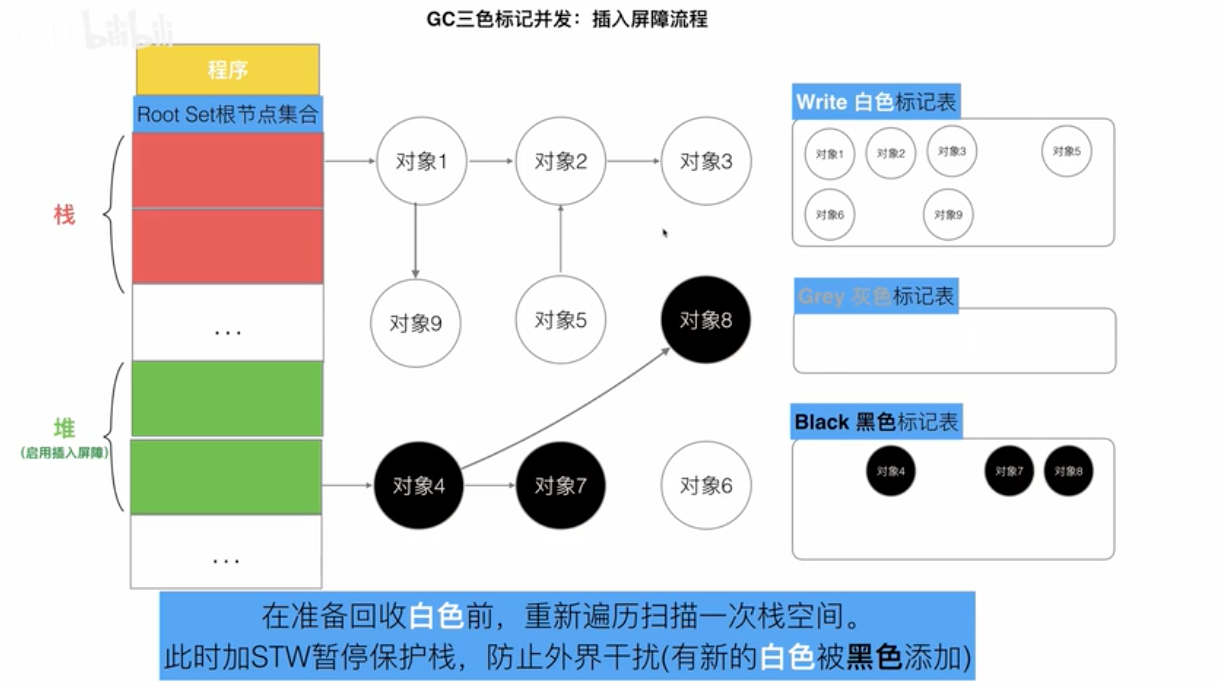 GC三色标记并发：插入屏障流程
bilibili
程序
Root Set根节点集合
栈
...
堆
(启用插入屏障)
...
对象1
对象2
对象3
对象9
对象5
对象8
对象4
对象7
对象6
Write 白色标记表
对象1
对象2
对象3
对象5
对象6
对象9
Grey 灰色标记表
Black 黑色标记表
对象4
对象7
对象8
在准备回收白色前，重新遍历扫描一次栈空间。
此时加STW暂停保护栈，防止外界干扰(有新的白色被黑色添加)